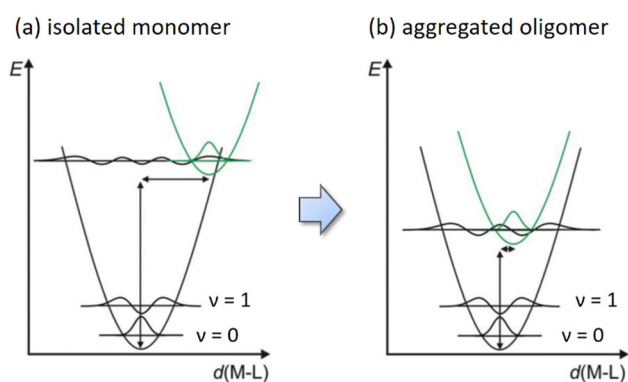 (a) isolated monomer
E
ν = 1
ν = 0
d(M-L)
(b) aggregated oligomer
E
ν = 1
ν = 0
d(M-L)